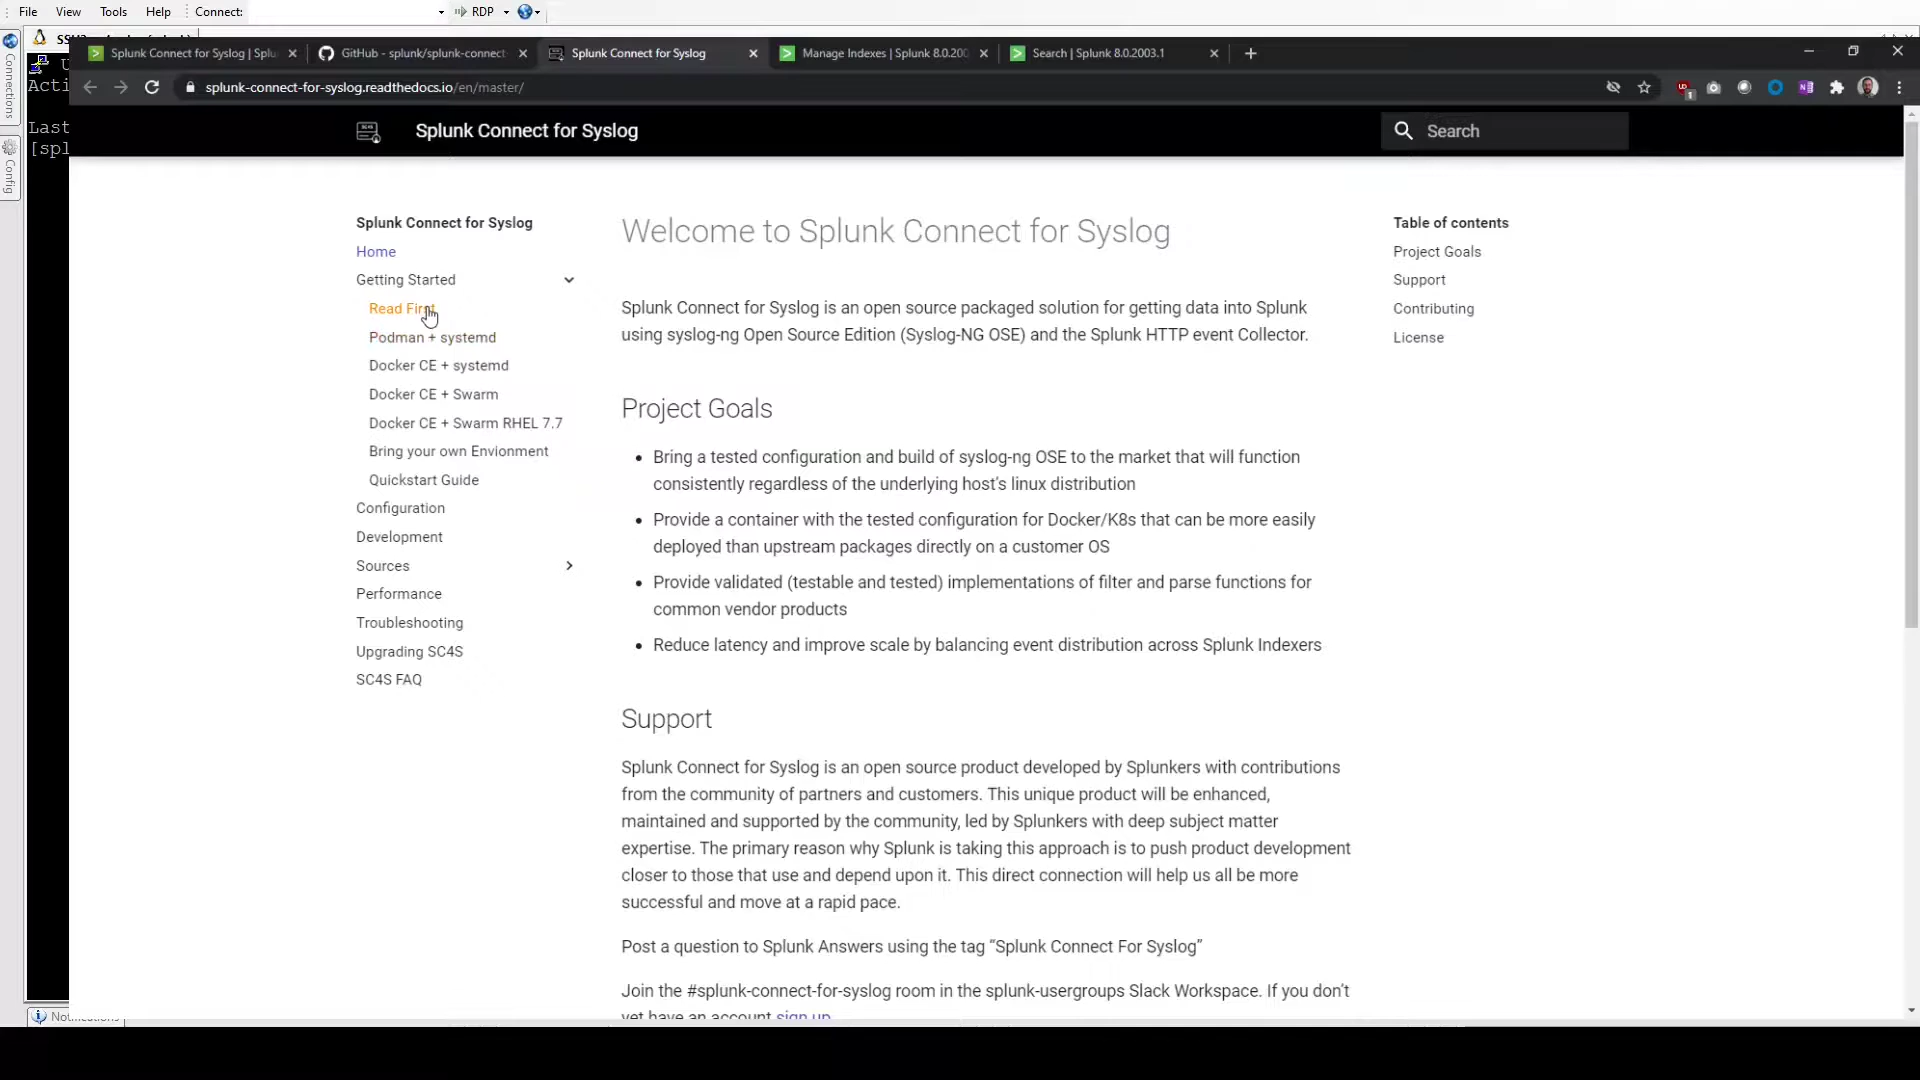 File View Tools Help Connect: RDP
Splunk Connect for Syslog | Splu
GitHub - splunk/splunk-connect
Splunk Connect for Syslog
Manage Indexes | Splunk 8.0.200
Search | Splunk 8.0.2003.1
splunk-connect-for-syslog.readthedocs.io/en/master/
Connections
Config
Acti
Last
[spl
Splunk Connect for Syslog
Search
Splunk Connect for Syslog
Home
Getting Started
Read First
Podman + systemd
Docker CE + systemd
Docker CE + Swarm
Docker CE + Swarm RHEL 7.7
Bring your own Envionment
Quickstart Guide
Configuration
Development
Sources
Performance
Troubleshooting
Upgrading SC4S
SC4S FAQ
Welcome to Splunk Connect for Syslog
Splunk Connect for Syslog is an open source packaged solution for getting data into Splunk
using syslog-ng Open Source Edition (Syslog-NG OSE) and the Splunk HTTP event Collector.
Project Goals
• Bring a tested configuration and build of syslog-ng OSE to the market that will function
consistently regardless of the underlying host's linux distribution
• Provide a container with the tested configuration for Docker/K8s that can be more easily
deployed than upstream packages directly on a customer OS
• Provide validated (testable and tested) implementations of filter and parse functions for
common vendor products
• Reduce latency and improve scale by balancing event distribution across Splunk Indexers
Support
Splunk Connect for Syslog is an open source product developed by Splunkers with contributions
from the community of partners and customers. This unique product will be enhanced,
maintained and supported by the community, led by Splunkers with deep subject matter
expertise. The primary reason why Splunk is taking this approach is to push product development
closer to those that use and depend upon it. This direct connection will help us all be more
successful and move at a rapid pace.
Post a question to Splunk Answers using the tag “Splunk Connect For Syslog”
Join the #splunk-connect-for-syslog room in the splunk-usergroups Slack Workspace. If you don’t
yet have an account sign up
Table of contents
Project Goals
Support
Contributing
License
Notifications